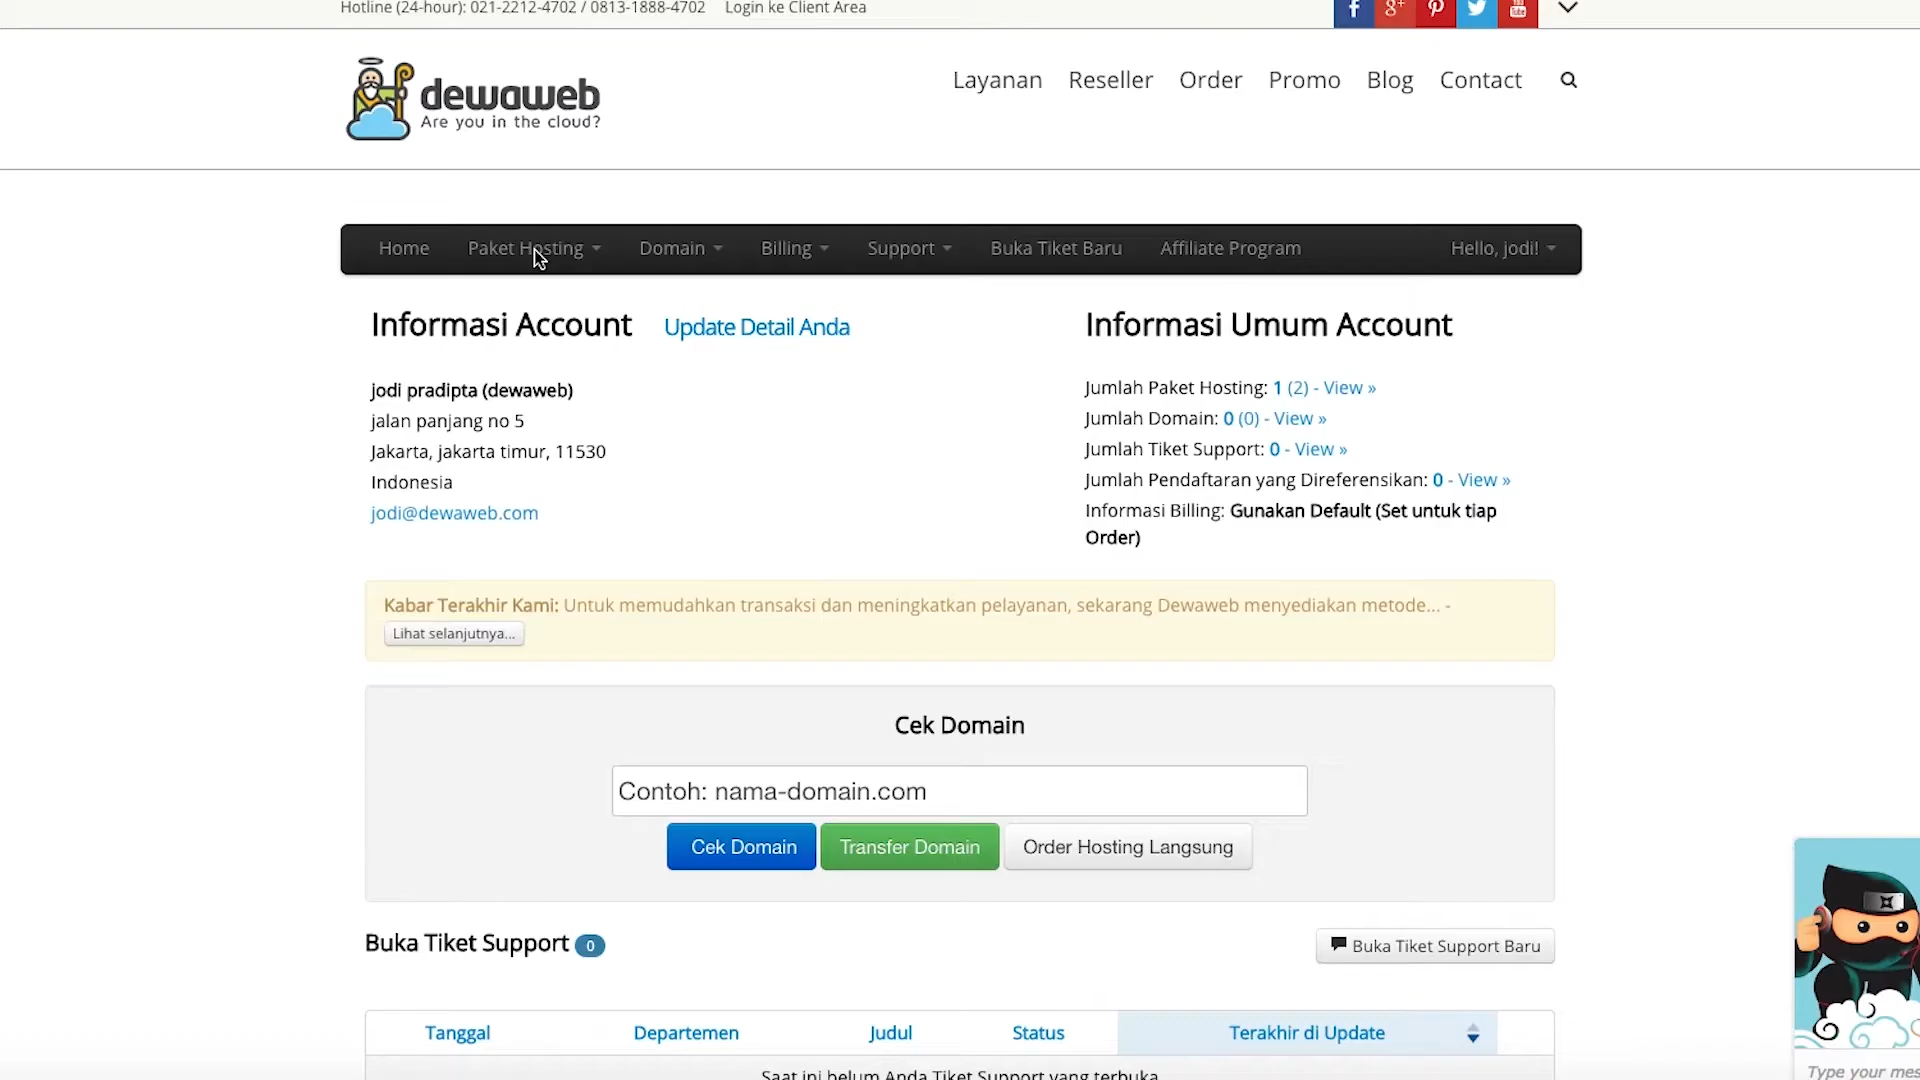 Hotline (24-hour): 021-2212-4702 / 0813-1888-4702 Login ke Client Area
dewaweb
Are you in the cloud?
Layanan Reseller Order Promo Blog Contact
Home Paket Hosting Domain Billing Support Buka Tiket Baru Affiliate Program Hello, jodi!
Informasi Account Update Detail Anda
jodi pradipta (dewaweb)
jalan panjang no 5
Jakarta, jakarta timur, 11530
Indonesia
jodi@dewaweb.com
Informasi Umum Account
Jumlah Paket Hosting: 1 (2) - View »
Jumlah Domain: 0 (0) - View »
Jumlah Tiket Support: 0 - View »
Jumlah Pendaftaran yang Direferensikan: 0 - View »
Informasi Billing: Gunakan Default (Set untuk tiap
Order)
Kabar Terakhir Kami: Untuk memudahkan transaksi dan meningkatkan pelayanan, sekarang Dewaweb menyediakan metode... -
Lihat selanjutnya...
Cek Domain
Contoh: nama-domain.com
Cek Domain Transfer Domain Order Hosting Langsung
Buka Tiket Support 0 Buka Tiket Support Baru
Tanggal Departemen Judul Status Terakhir di Update
Saat ini belum Anda Tiket Support yang terbuka
Type your mes